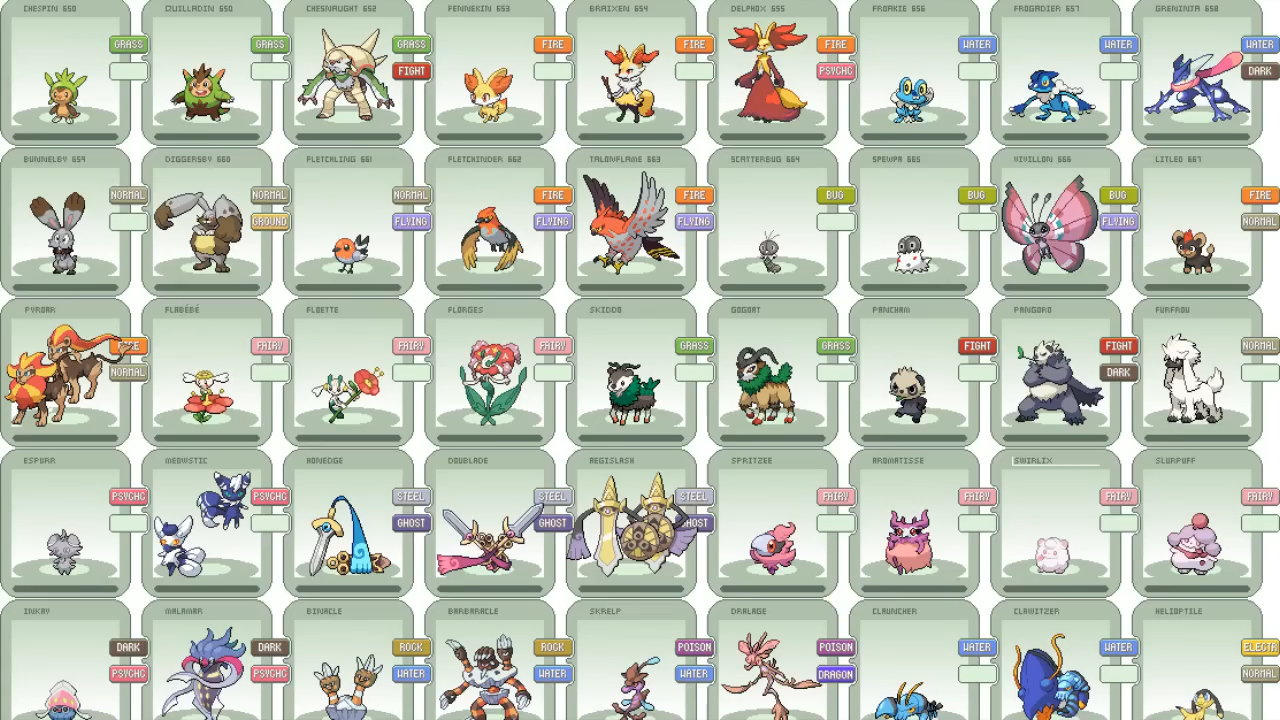 CHESPIN 650 QUILLADIN 650 CHESNAUGHT 652 FENNEKIN 653 BRAIXEN 654 DELPHOX 655 FROAKIE 656 FROGADIER 657 GRENINJA 658
GRASS GRASS GRASS FIRE FIRE FIRE WATER WATER WATER
FIGHT PSYCHC DARK
BUNNELBY 659 DIGGERSBY 660 FLETCHLING 661 FLETCHINDER 662 TALONFLAME 663 SCATTERBUG 664 SPEWPA 665 VIVILLON 666 LITLEO 667
NORMAL NORMAL NORMAL FIRE FIRE BUG BUG BUG FIRE
GROUND FLYING FLYING FLYING FLYING NORMAL
PYROAR FLABÉBÉ FLOETTE FLORGES SKIDDO GOGOAT PANCHAM PANGORO FURFROU
FIRE FAIRY FAIRY FAIRY GRASS GRASS FIGHT FIGHT NORMAL
NORMAL DARK
ESPURR MEOWSTIC HONEDGE DOUBLADE AEGISLASH SPRITZEE AROMATISSE SWIRLIX SLURPUFF
PSYCHC PSYCHC STEEL STEEL STEEL FAIRY FAIRY FAIRY FAIRY
GHOST GHOST GHOST
INKAY MALAMAR BINACLE BARBARACLE SKRELP DRALAGE CLAUNCHER CLAWITZER HELIOPTILE
DARK DARK ROCK ROCK POISON POISON WATER WATER ELECTR
PSYCHC PSYCHC WATER WATER WATER DRAGON NORMAL